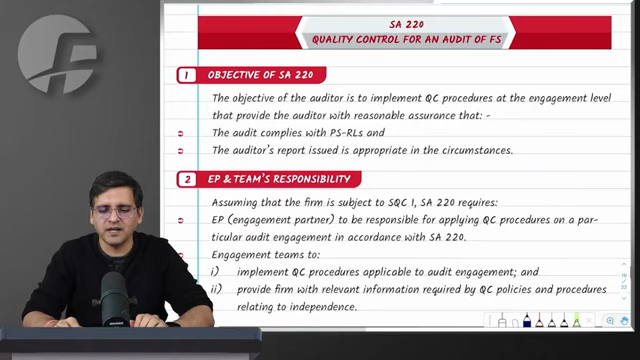 SA 220
QUALITY CONTROL FOR AN AUDIT OF FS
1 OBJECTIVE OF SA 220
The objective of the auditor is to implement QC procedures at the engagement level
that provide the auditor with reasonable assurance that: -
The audit complies with PS-RLs and
The auditor's report issued is appropriate in the circumstances.
2 EP & TEAM'S RESPONSIBILITY
Assuming that the firm is subject to SQC 1, SA 220 requires:
EP (engagement partner) to be responsible for applying QC procedures on a par-
ticular audit engagement in accordance with SA 220.
Engagement teams to:
i) implement QC procedures applicable to audit engagement; and
ii) provide firm with relevant information required by QC policies and procedures
relating to independence.